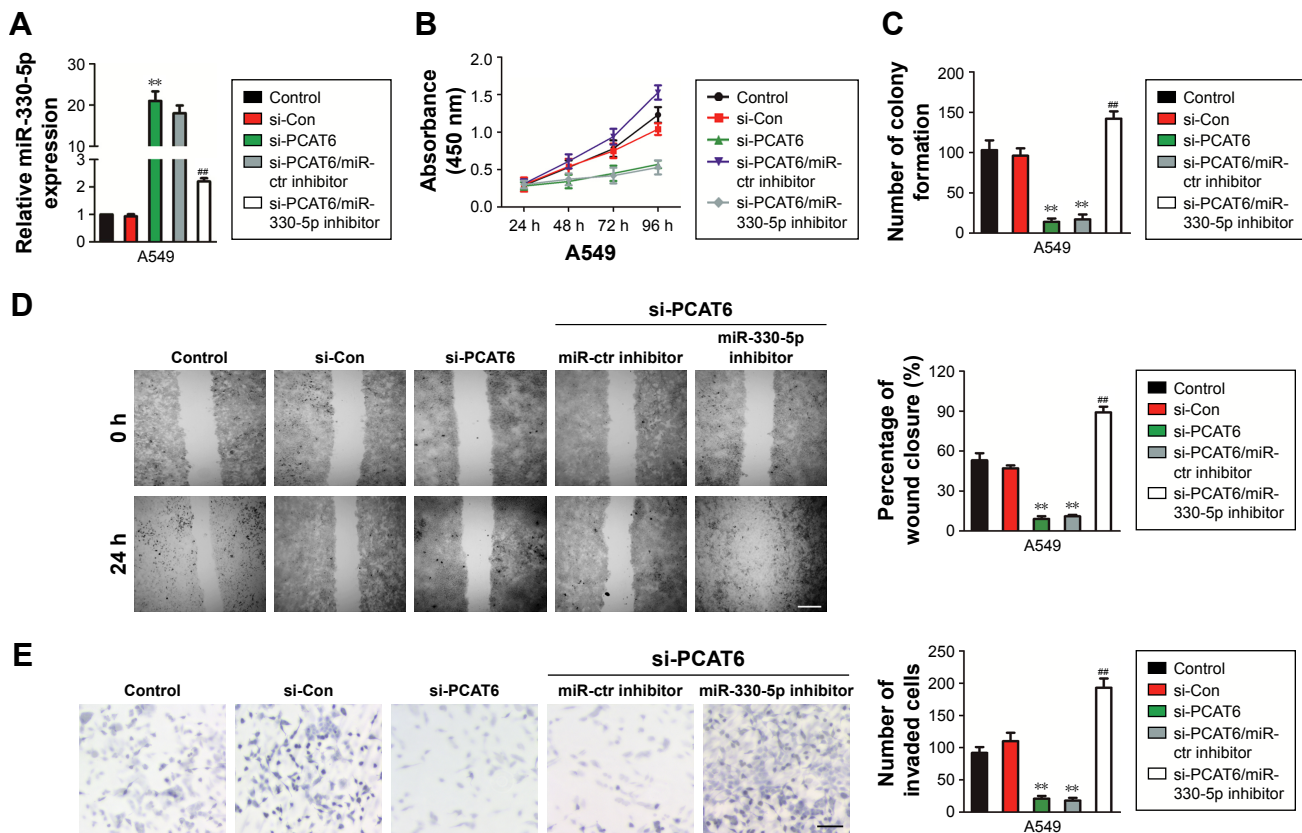 A
Relative miR-330-5p
expression
30
20
10
3
2
1
0
**
##
A549
Control
si-Con
si-PCAT6
si-PCAT6/miR-
ctr inhibitor
si-PCAT6/miR-
330-5p inhibitor
B
Absorbance
(450 nm)
2.0
1.5
1.0
0.5
0.0
24 h 48 h 72 h 96 h
A549
Control
si-Con
si-PCAT6
si-PCAT6/miR-
ctr inhibitor
si-PCAT6/miR-
330-5p inhibitor
C
Number of colony
formation
200
150
100
50
0
** **
##
A549
Control
si-Con
si-PCAT6
si-PCAT6/miR-
ctr inhibitor
si-PCAT6/miR-
330-5p inhibitor
D
si-PCAT6
Control si-Con si-PCAT6 miR-ctr inhibitor miR-330-5p
inhibitor
0 h
24 h
Percentage of
wound closure (%)
120
90
60
30
0
** **
##
A549
Control
si-Con
si-PCAT6
si-PCAT6/miR-
ctr inhibitor
si-PCAT6/miR-
330-5p inhibitor
E
si-PCAT6
Control si-Con si-PCAT6 miR-ctr inhibitor miR-330-5p inhibitor
Number of
invaded cells
250
200
150
100
50
0
** **
##
A549
Control
si-Con
si-PCAT6
si-PCAT6/miR-
ctr inhibitor
si-PCAT6/miR-
330-5p inhibitor